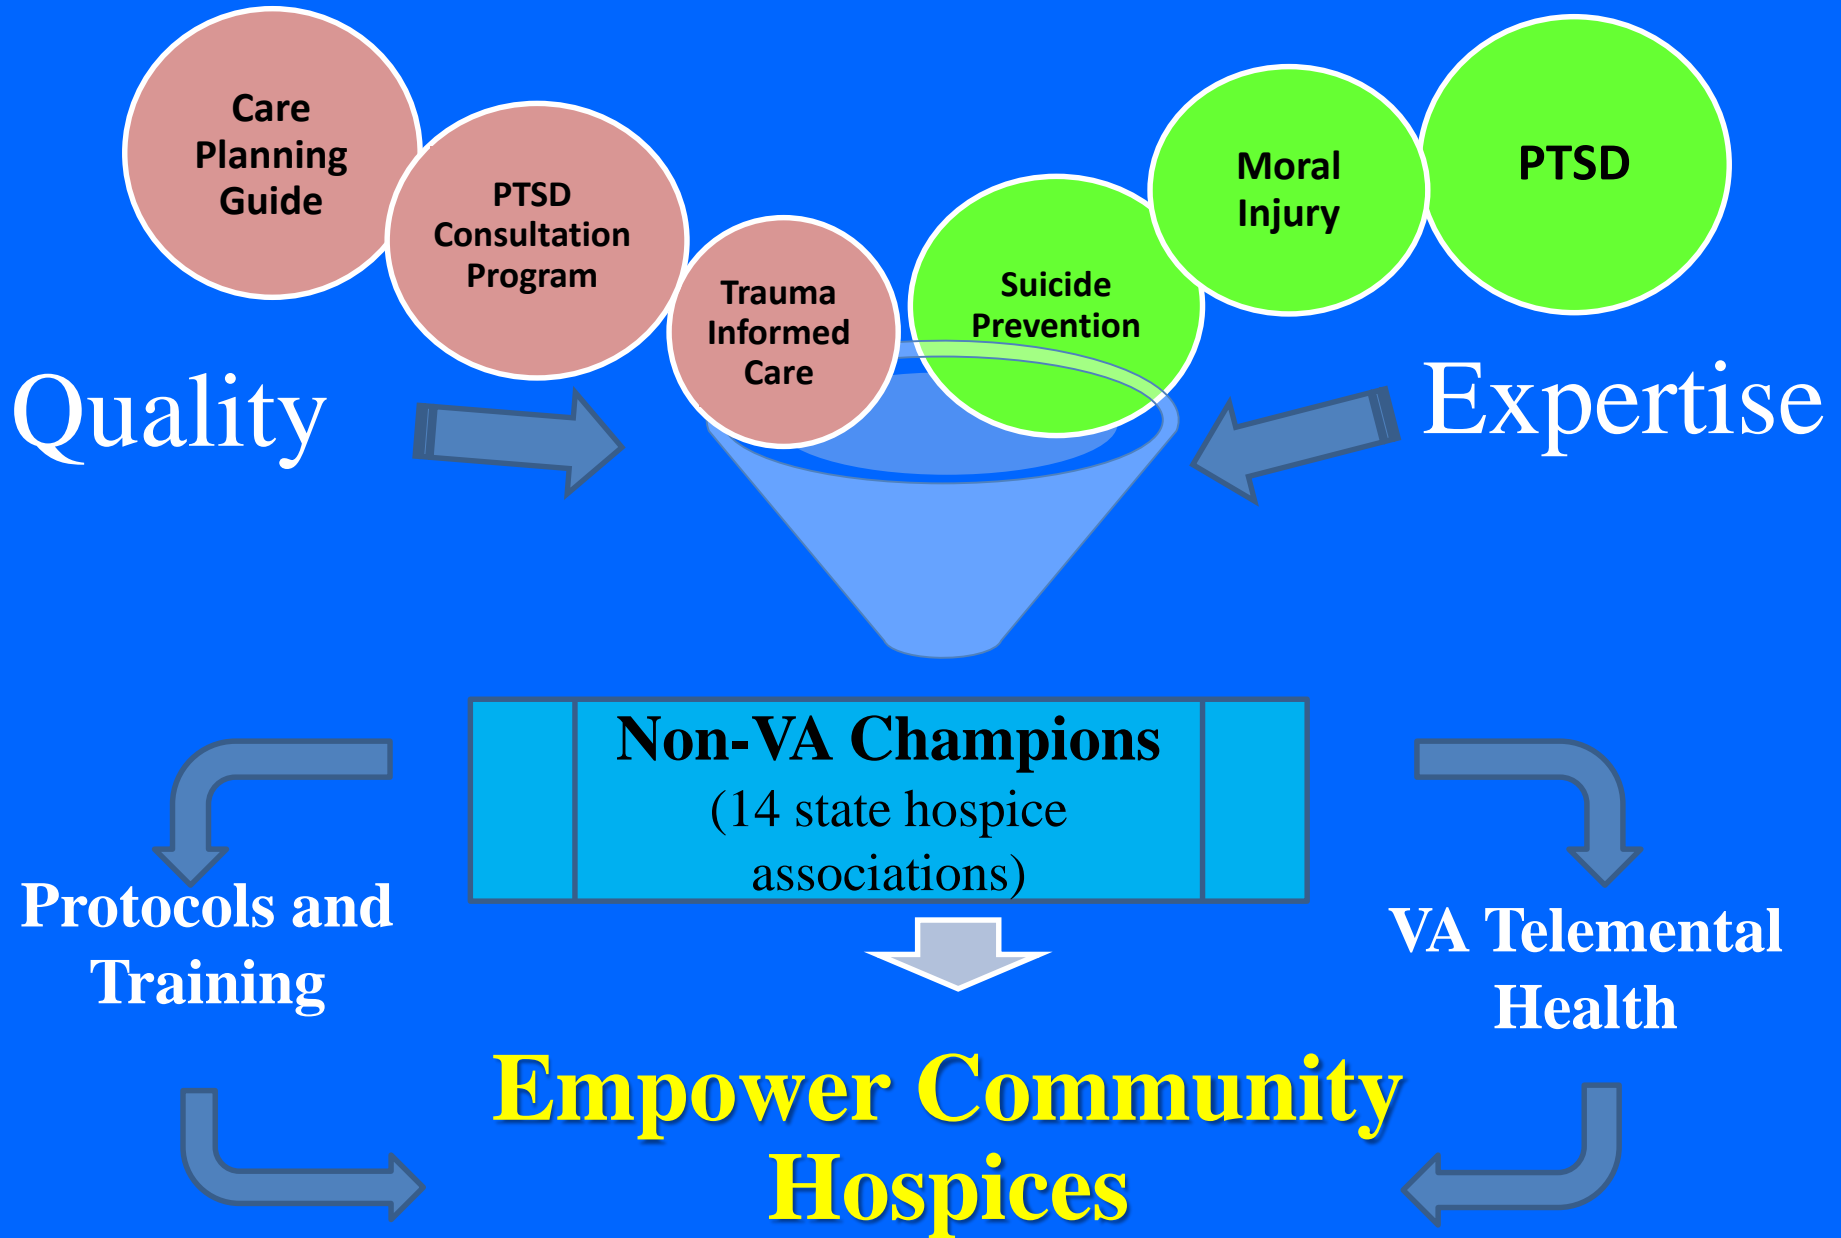 Care
Planning
Guide
PTSD
Consultation
Program
Trauma
Informed
Care
Suicide
Prevention
Moral
Injury
PTSD
Quality
Expertise
Non-VA Champions
(14 state hospice
associations)
Protocols and
Training
VA Telemental
Health
Empower Community
Hospices